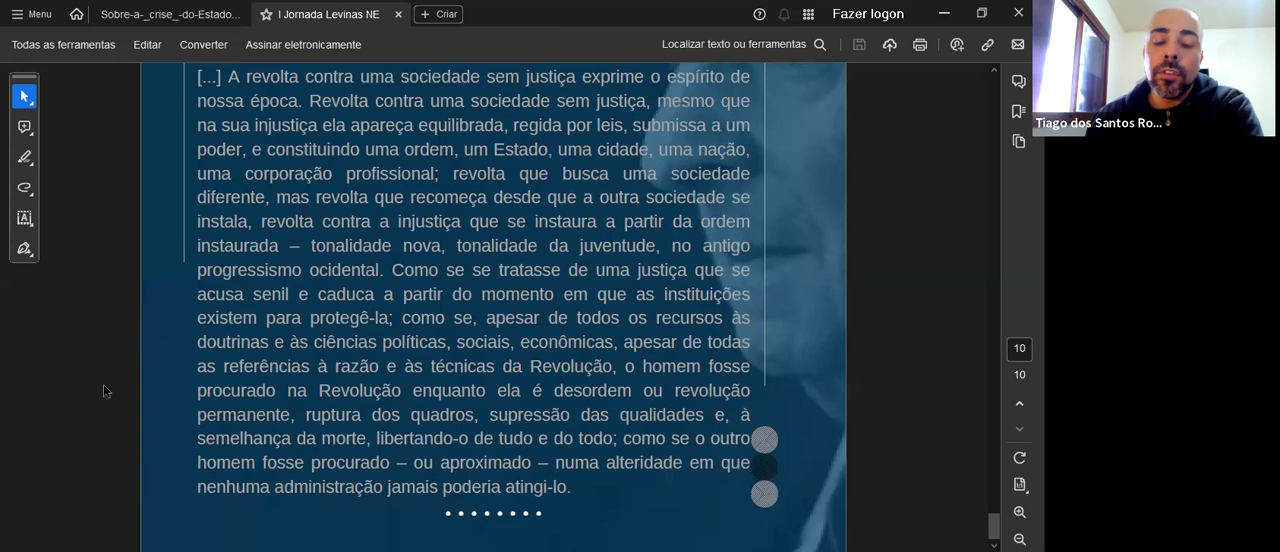 Menu
Sobre-a-_crise_-do-Estado...
I Jornada Levinas NE
Criar
Fazer logon
Todas as ferramentas
Editar
Converter
Assinar eletronicamente
Localizar texto ou ferramentas
Tiago dos Santos Ro...
[...] A revolta contra uma sociedade sem justiça exprime o espírito de
nossa época. Revolta contra uma sociedade sem justiça, mesmo que
na sua injustiça ela apareça equilibrada, regida por leis, submissa a um
poder, e constituindo uma ordem, um Estado, uma cidade, uma nação,
uma corporação profissional; revolta que busca uma sociedade
diferente, mas revolta que recomeça desde que a outra sociedade se
instala, revolta contra a injustiça que se instaura a partir da ordem
instaurada – tonalidade nova, tonalidade da juventude, no antigo
progressismo ocidental. Como se se tratasse de uma justiça que se
acusa senil e caduca a partir do momento em que as instituições
existem para protegê-la; como se, apesar de todos os recursos às
doutrinas e às ciências políticas, sociais, econômicas, apesar de todas
as referências à razão e às técnicas da Revolução, o homem fosse
procurado na Revolução enquanto ela é desordem ou revolução
permanente, ruptura dos quadros, supressão das qualidades e, à
semelhança da morte, libertando-o de tudo e do todo; como se o outro
homem fosse procurado – ou aproximado – numa alteridade em que
nenhuma administração jamais poderia atingi-lo.
10
10